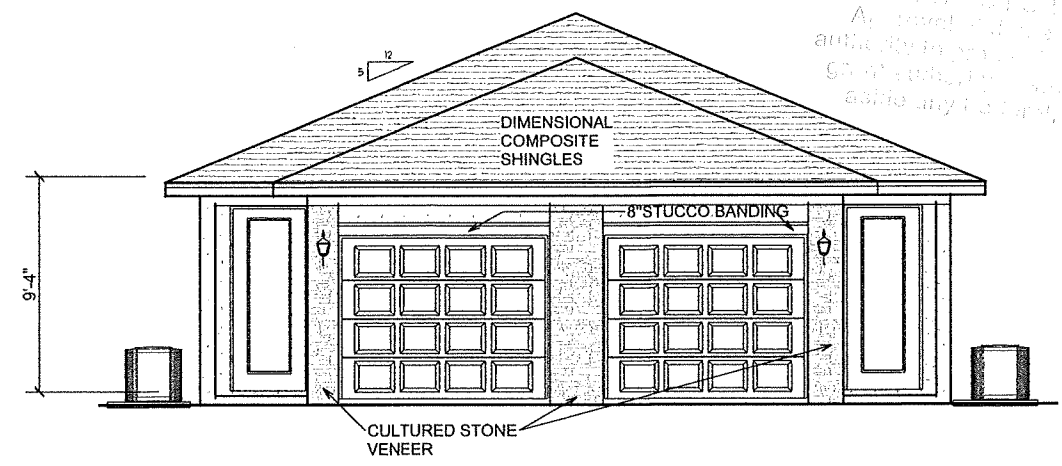 12
5
DIMENSIONAL
COMPOSITE
SHINGLES
8"STUCCO BANDING
9'-4"
CULTURED STONE
VENEER